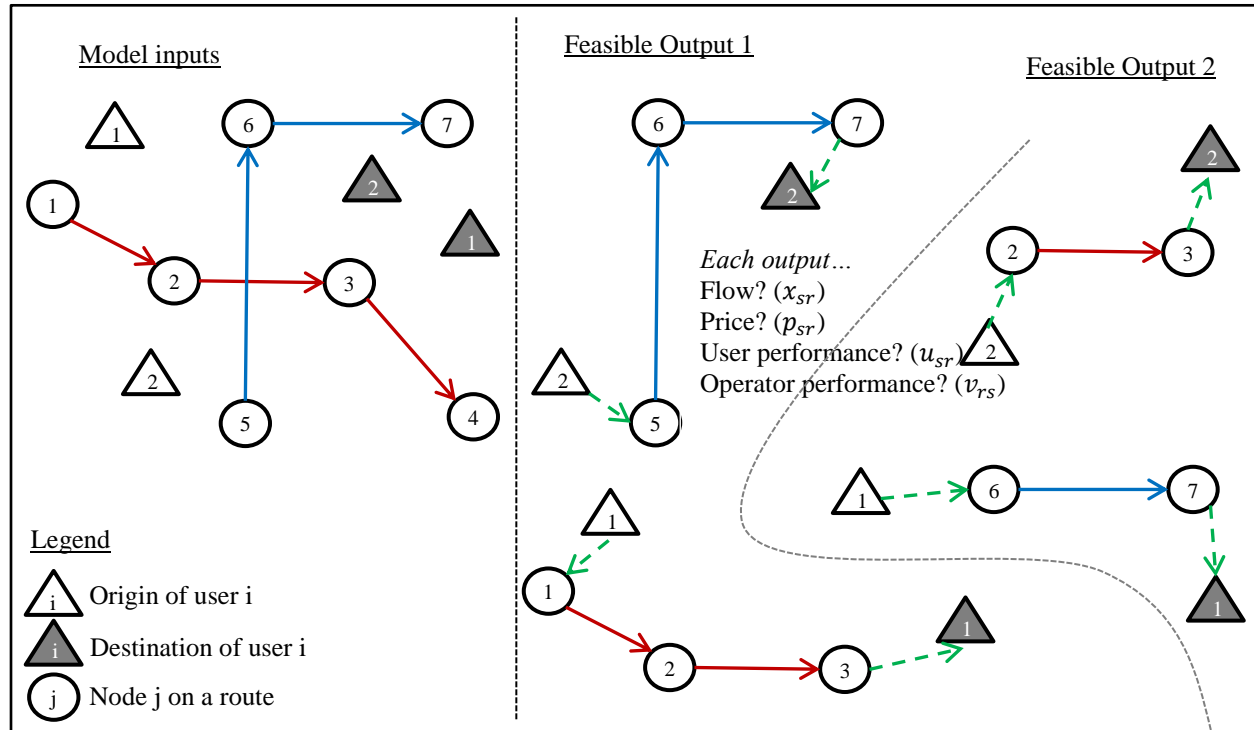 Model inputs
1
6
7
2
1
1
2
3
2
5
4
Legend
i Origin of user i
i Destination of user i
j Node j on a route
Feasible Output 1
6
7
2
Each output…
Flow? (x_sr)
Price? (p_sr)
User performance? (u_sr)
Operator performance? (v_rs)
2
5
1
1
2
3
1
Feasible Output 2
2
2
3
2
1
6
7
1